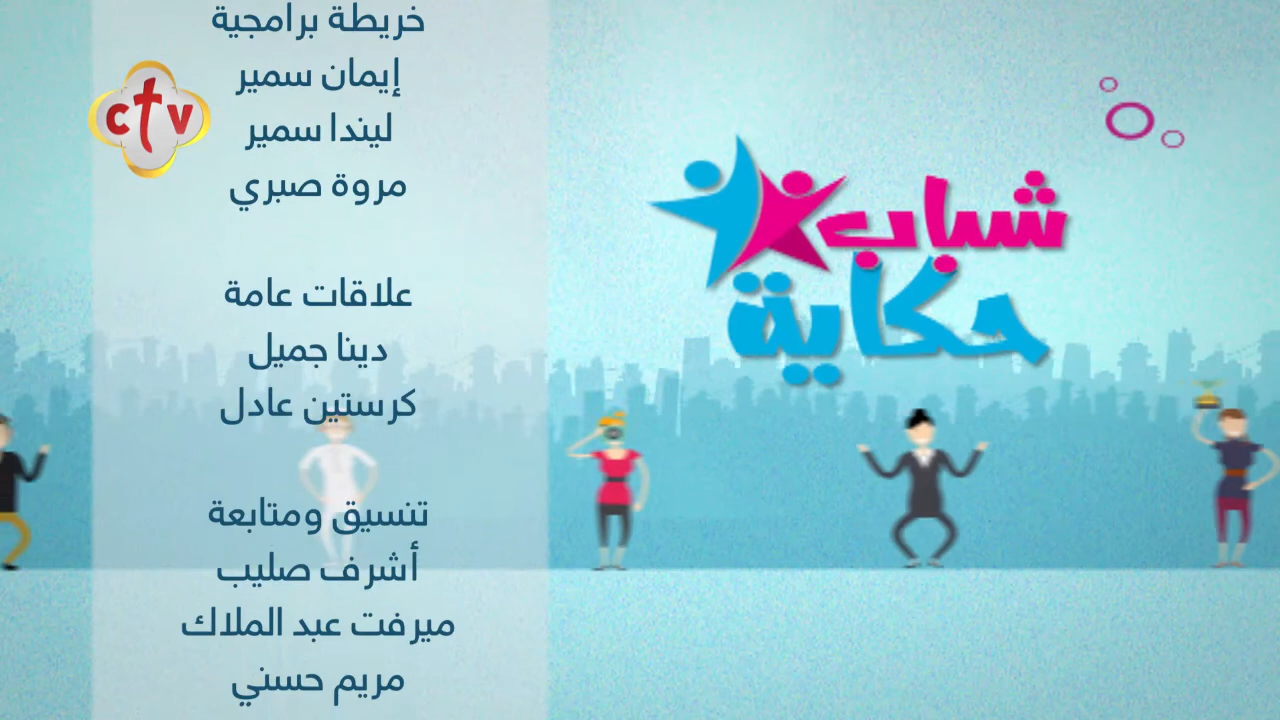 خريطة برامجية
إيمان سمير
ليندا سمير
مروة صبري
علاقات عامة
دينا جميل
كرستين عادل
تنسيق ومتابعة
أشرف صليب
ميرفت عبد الملاك
مريم حسني
ctv
شباب
حكاية